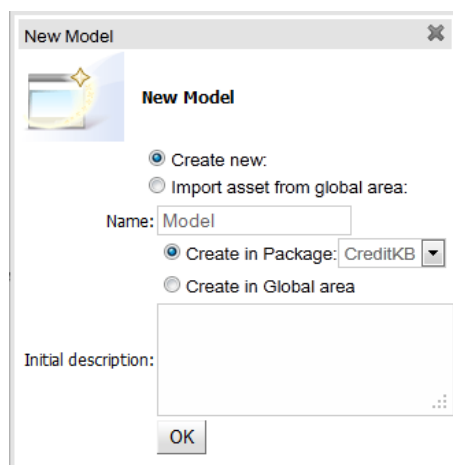 New Model
New Model
Create new:
Import asset from global area:
Name: Model
Create in Package: CreditKB
Create in Global area
Initial description:
OK